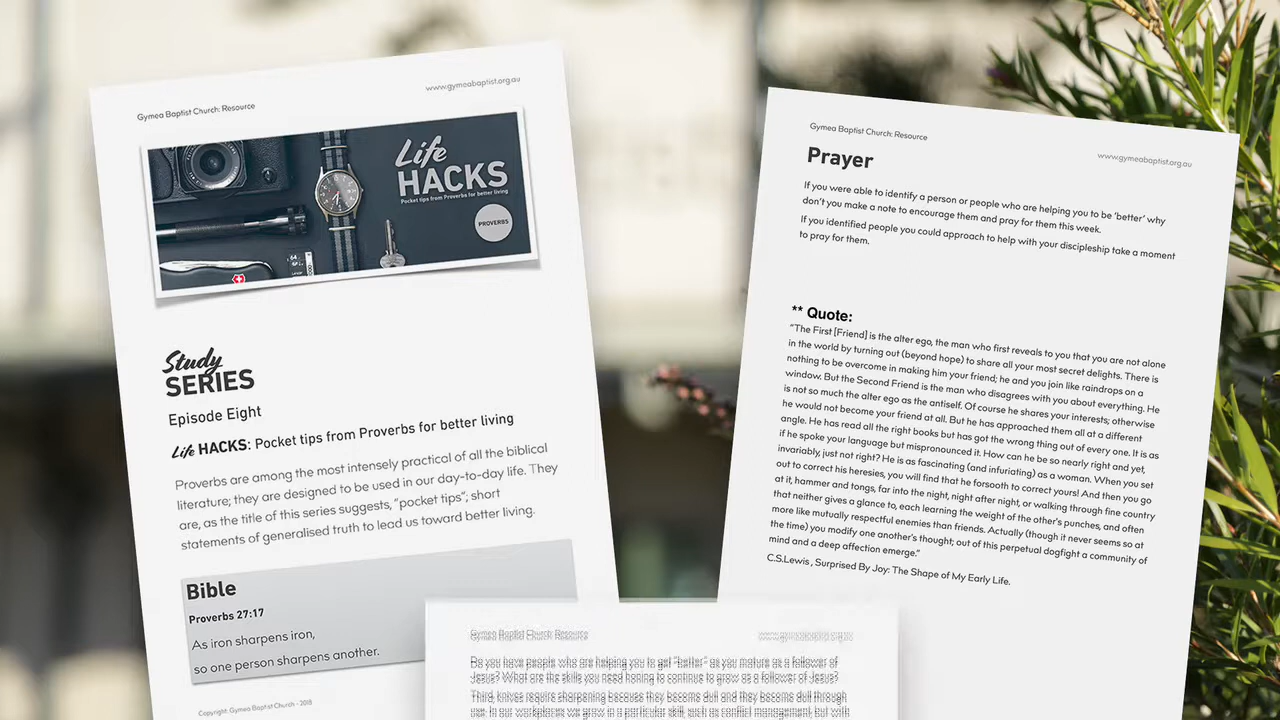 Gymea Baptist Church: Resource
www.gymeabaptist.org.au
Life
HACKS
Pocket tips from Proverbs for better living
PROVERBS
Study
SERIES
Episode Eight
Life HACKS: Pocket tips from Proverbs for better living
Proverbs are among the most intensely practical of all the biblical
literature; they are designed to be used in our day-to-day life. They
are, as the title of this series suggests, “pocket tips”; short
statements of generalised truth to lead us toward better living.
Bible
Proverbs 27:17
As iron sharpens iron,
so one person sharpens another.
Copyright: Gymea Baptist Church - 2018
Gymea Baptist Church: Resource
www.gymeabaptist.org.au
Prayer
If you were able to identify a person or people who are helping you to be ‘better’ why
don’t you make a note to encourage them and pray for them this week.
If you identified people you could approach to help with your discipleship take a moment
to pray for them.
** Quote:
“The First [Friend] is the alter ego, the man who first reveals to you that you are not alone
in the world by turning out (beyond hope) to share all your most secret delights. There is
nothing to be overcome in making him your friend; he and you join like raindrops on a
window. But the Second Friend is the man who disagrees with you about everything. He
is not so much the alter ego as the antiself. Of course he shares your interests; otherwise
he would not become your friend at all. But he has approached them all at a different
angle. He has read all the right books but has got the wrong thing out of every one. It is as
if he spoke your language but mispronounced it. How can he be so nearly right and yet,
invariably, just not right? He is as fascinating (and infuriating) as a woman. When you set
out to correct his heresies, you will find that he forsooth to correct yours! And then you go
at it, hammer and tongs, far into the night, night after night, or walking through fine country
that neither gives a glance to, each learning the weight of the other’s punches, and often
more like mutually respectful enemies than friends. Actually (though it never seems so at
the time) you modify one another’s thought; out of this perpetual dogfight a community of
mind and a deep affection emerge.”
C.S.Lewis , Surprised By Joy: The Shape of My Early Life.
Gymea Baptist Church: Resource
www.gymeabaptist.org.au
Do you have people who are helping you to get “better” as you mature as a follower of
Jesus? What are the skills you need honing to continue to grow as a follower of Jesus?
Third, knives require sharpening because they become dull and they become dull through
use. In our workplaces we grow in a particular skill, such as conflict management, but with